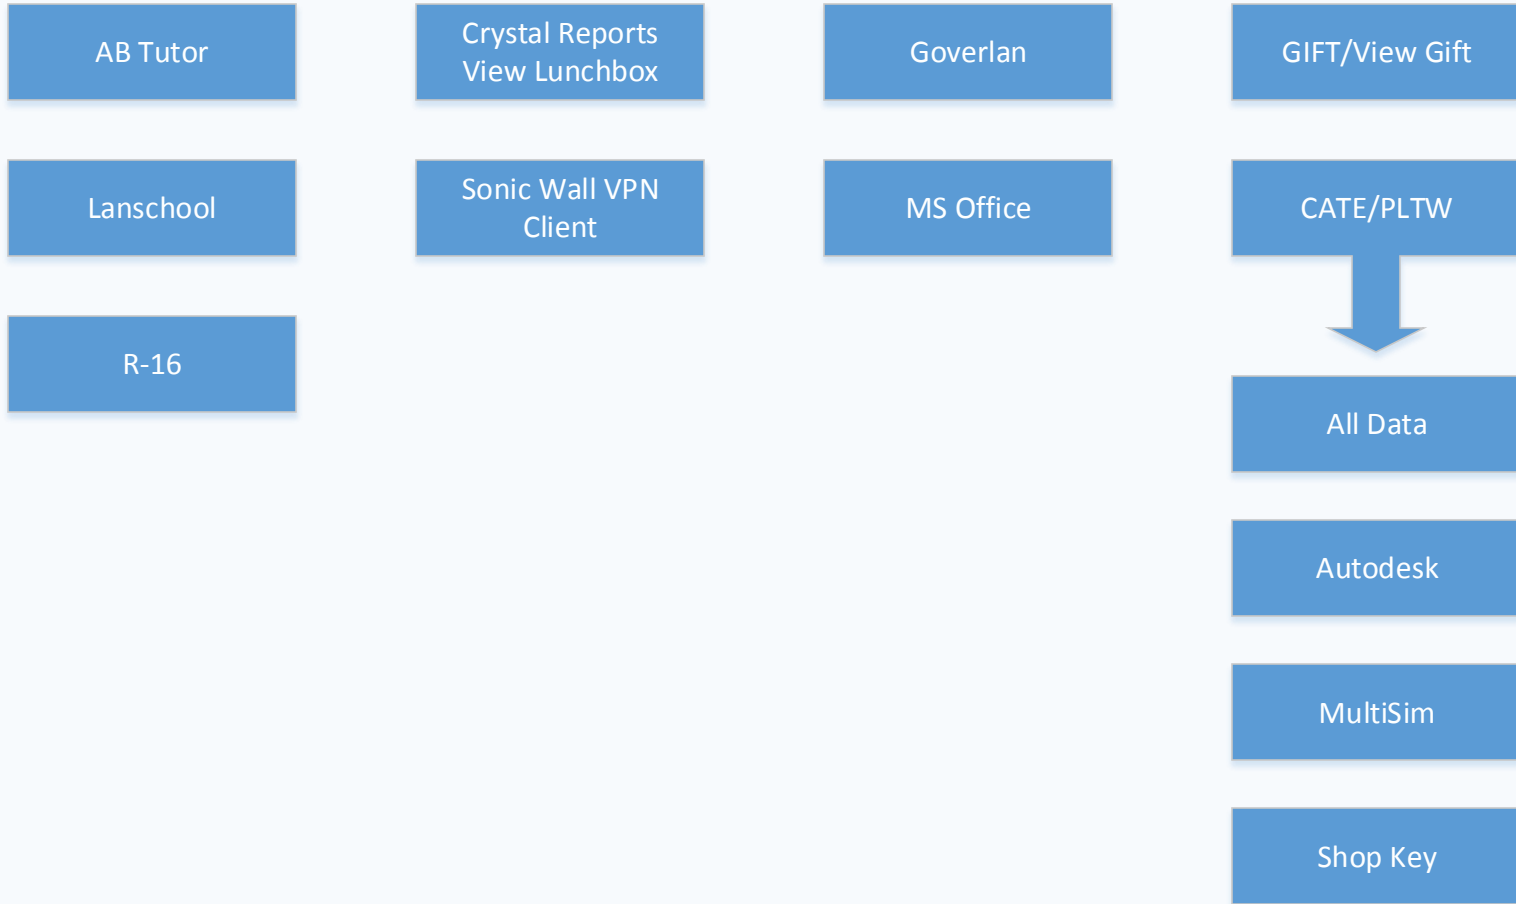 AB Tutor
Crystal Reports
View Lunchbox
Goverlan
GIFT/View Gift
Lanschool
Sonic Wall VPN
Client
MS Office
CATE/PLTW
R-16
All Data
Autodesk
MultiSim
Shop Key